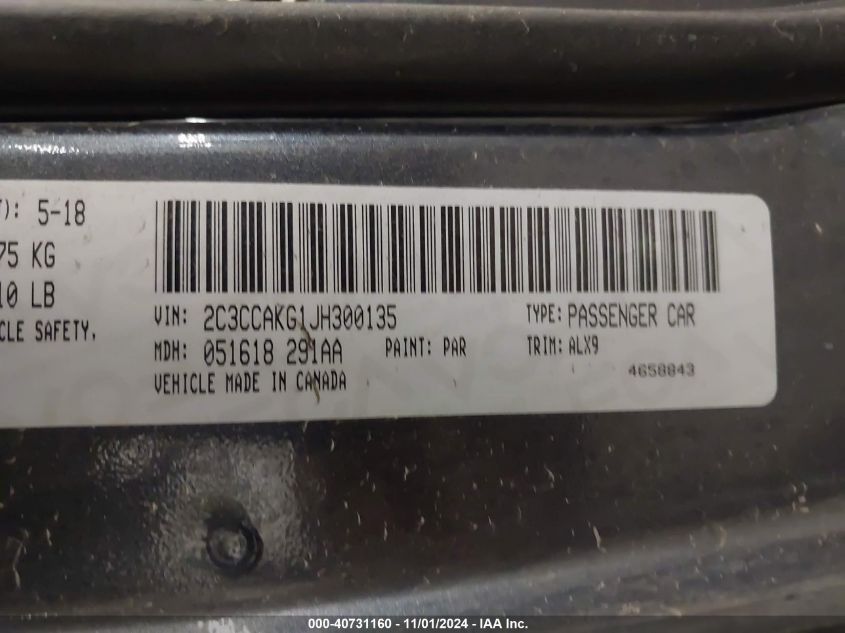 T): 5-18
75 KG
10 LB
CLE SAFETY.
VIN: 2C3CCAKG1JH300135 TYPE: PASSENGER CAR
MDH: 051618 291AA PAINT: PAR TRIM: ALX9
VEHICLE MADE IN CANADA 4658843
000-40731160 - 11/01/2024 - IAA Inc.